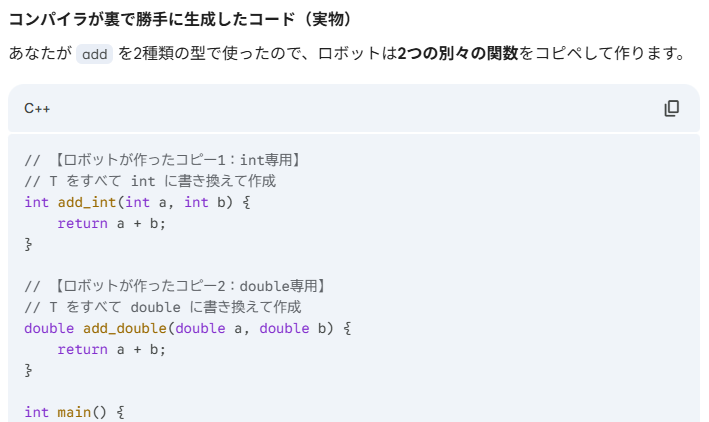 コンパイラが裏で勝手に生成したコード（実物）
あなたが add を2種類の型で使ったので、ロボットは2つの別々の関数をコピペして作ります。
C++
// 【ロボットが作ったコピー1：int専用】
// T をすべて int に書き換えて作成
int add_int(int a, int b) {
    return a + b;
}
// 【ロボットが作ったコピー2：double専用】
// T をすべて double に書き換えて作成
double add_double(double a, double b) {
    return a + b;
}
int main() {